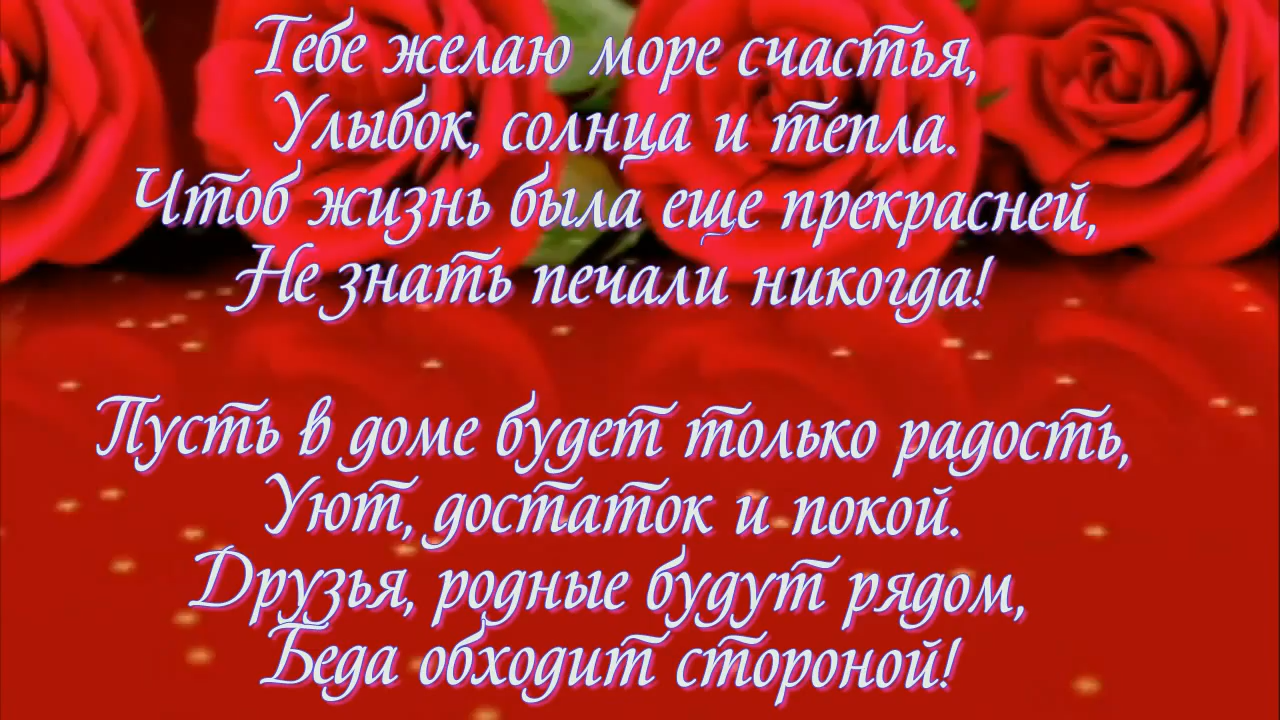 Тебе желаю море счастья,
Улыбок, солнца и тепла.
Чтоб жизнь была еще прекрасней,
Не знать печали никогда!
Пусть в доме будет только радость,
Уют, достаток и покой.
Друзья, родные будут рядом,
Беда обходит стороной!